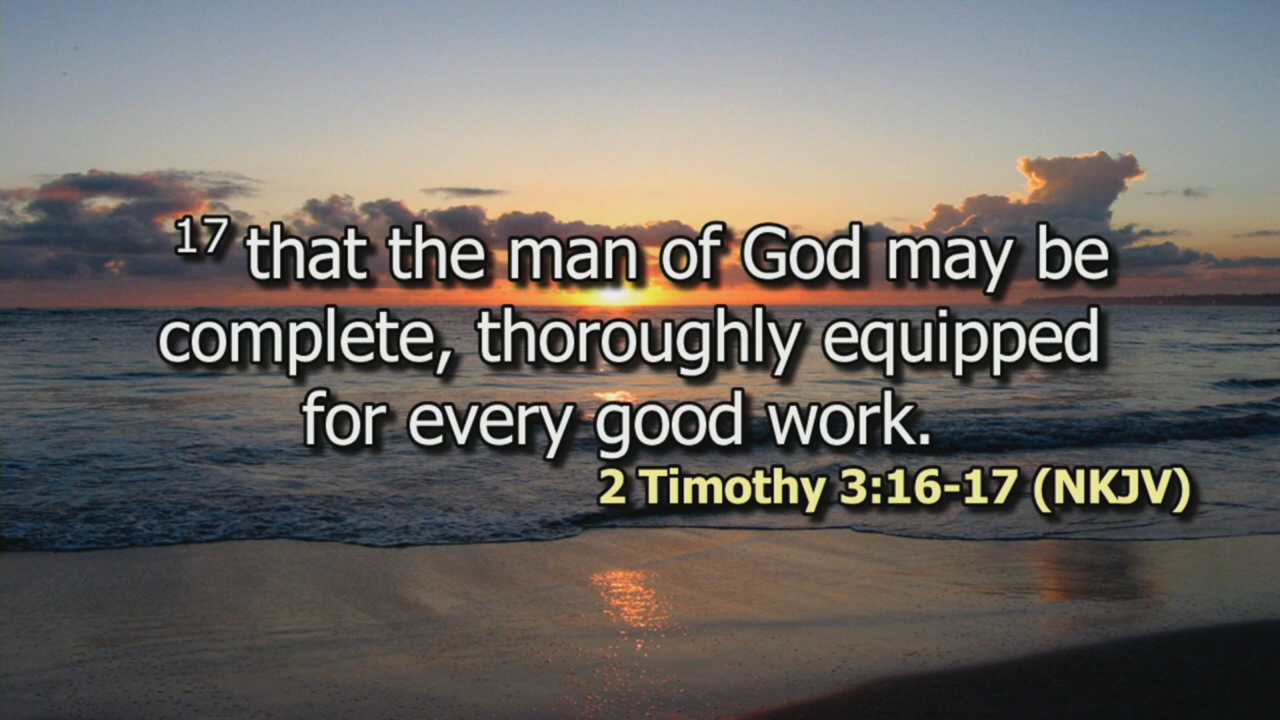 17 that the man of God may be
complete, thoroughly equipped
for every good work.
2 Timothy 3:16-17 (NKJV)